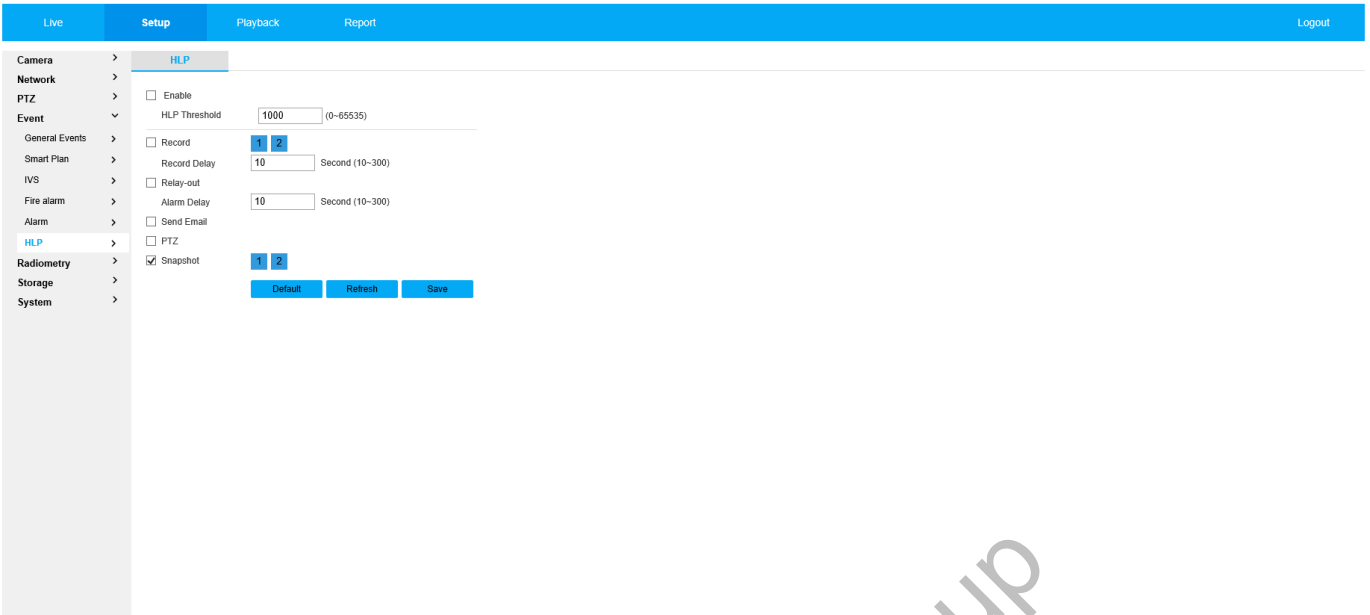 Live Setup Playback Report Logout
Camera
Network
PTZ
Event
General Events
Smart Plan
IVS
Fire alarm
Alarm
HLP
Radiometry
Storage
System
HLP
Enable
HLP Threshold 1000 (0~65535)
Record 1 2
Record Delay 10 Second (10~300)
Relay-out
Alarm Delay 10 Second (10~300)
Send Email
PTZ
Snapshot 1 2
Default Refresh Save
up